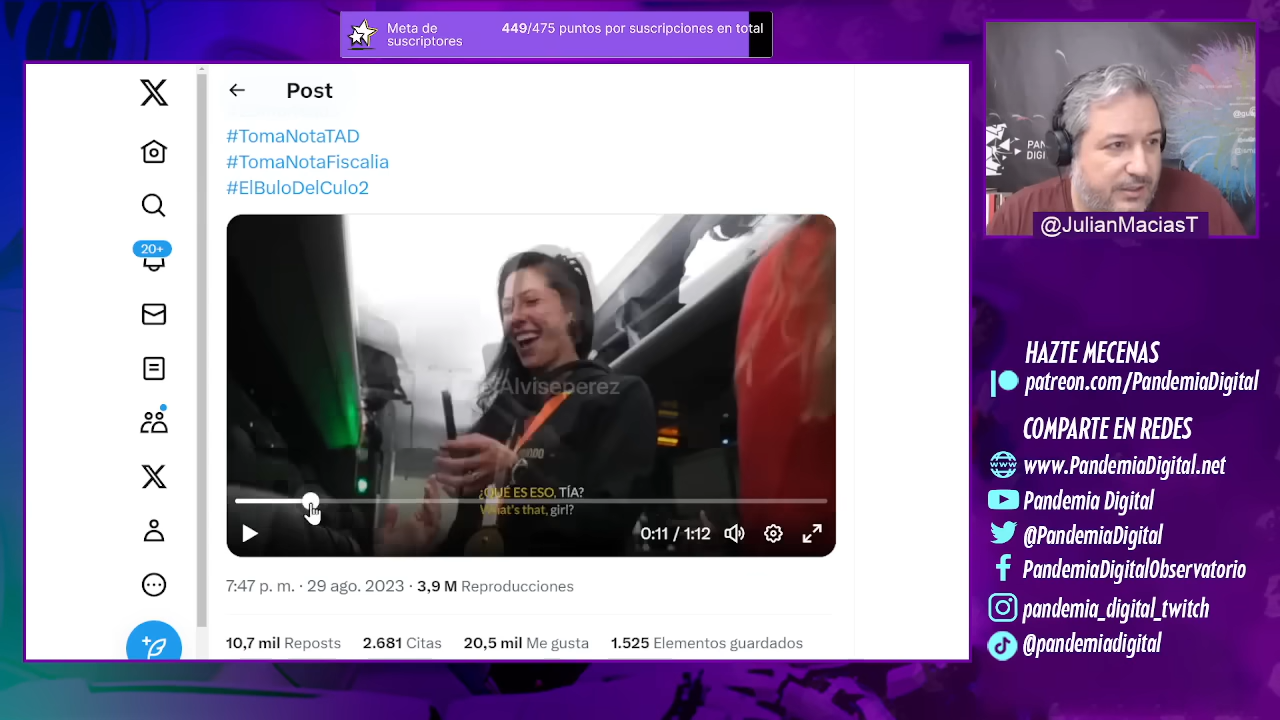 Meta de
suscriptores
449/475 puntos por suscripciones en total
Post
#TomaNotaTAD
#TomaNotaFiscalia
#ElBuloDelCulo2
20+
Alviseperez
¿QUÉ ES ESO, TÍA?
What's that, girl?
0:11 / 1:12
7:47 p. m. · 29 ago. 2023 · 3,9 M Reproducciones
10,7 mil Reposts 2.681 Citas 20,5 mil Me gusta 1.525 Elementos guardados
PAN
DIGI
@JulianMaciasT
HAZTE MECENAS
patreon.com/PandemiaDigital
COMPARTE EN REDES
www www.PandemiaDigital.net
Pandemia Digital
@PandemiaDigital
PandemiaDigitalObservatorio
pandemia_digital_twitch
@pandemiadigital